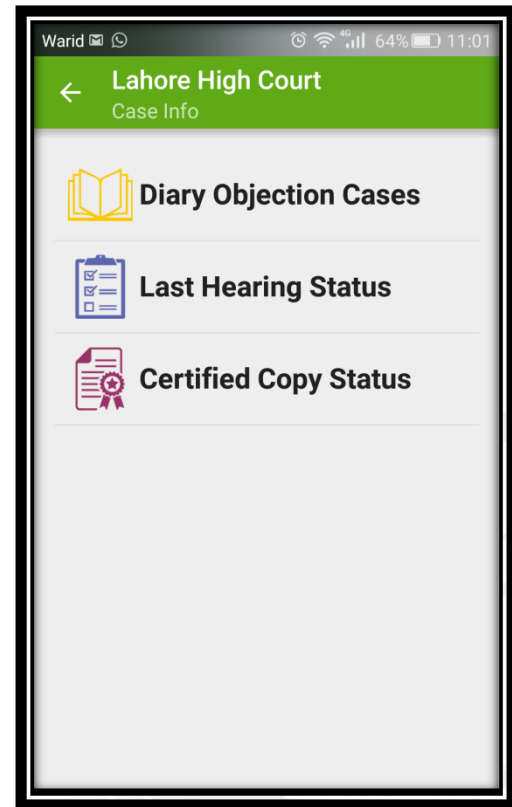 Warid 4G 64% 11:01
Lahore High Court
Case Info
Diary Objection Cases
Last Hearing Status
Certified Copy Status